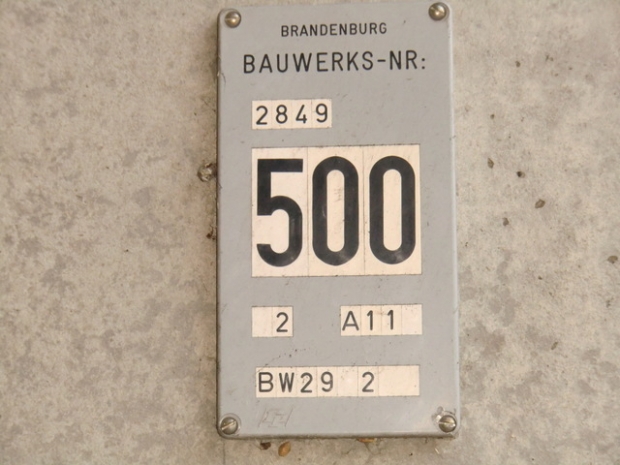 BRANDENBURG
BAUWERKS-NR:
2849
500
2 A11
BW29 2